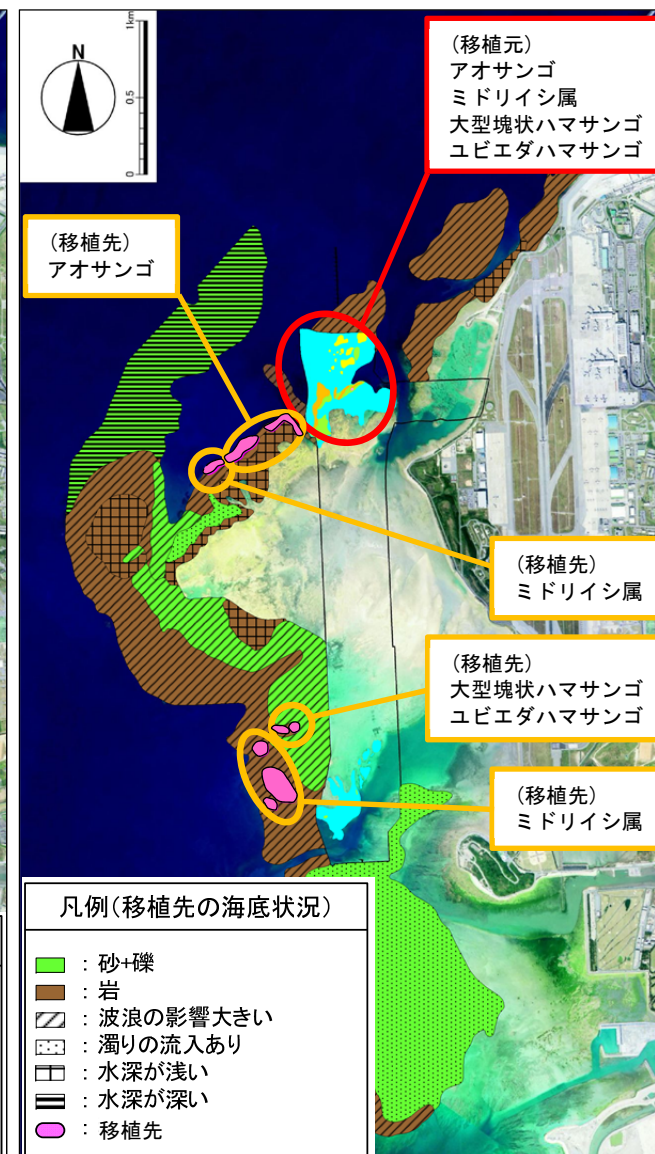 N
1km
0.5
0
(移植元)
アオサンゴ
ミドリイシ属
大型塊状ハマサンゴ
ユビエダハマサンゴ
(移植先)
アオサンゴ
(移植先)
ミドリイシ属
(移植先)
大型塊状ハマサンゴ
ユビエダハマサンゴ
(移植先)
ミドリイシ属
凡例(移植先の海底状況)
:砂+礫
:岩
:波浪の影響大きい
:濁りの流入あり
:水深が浅い
:水深が深い
:移植先